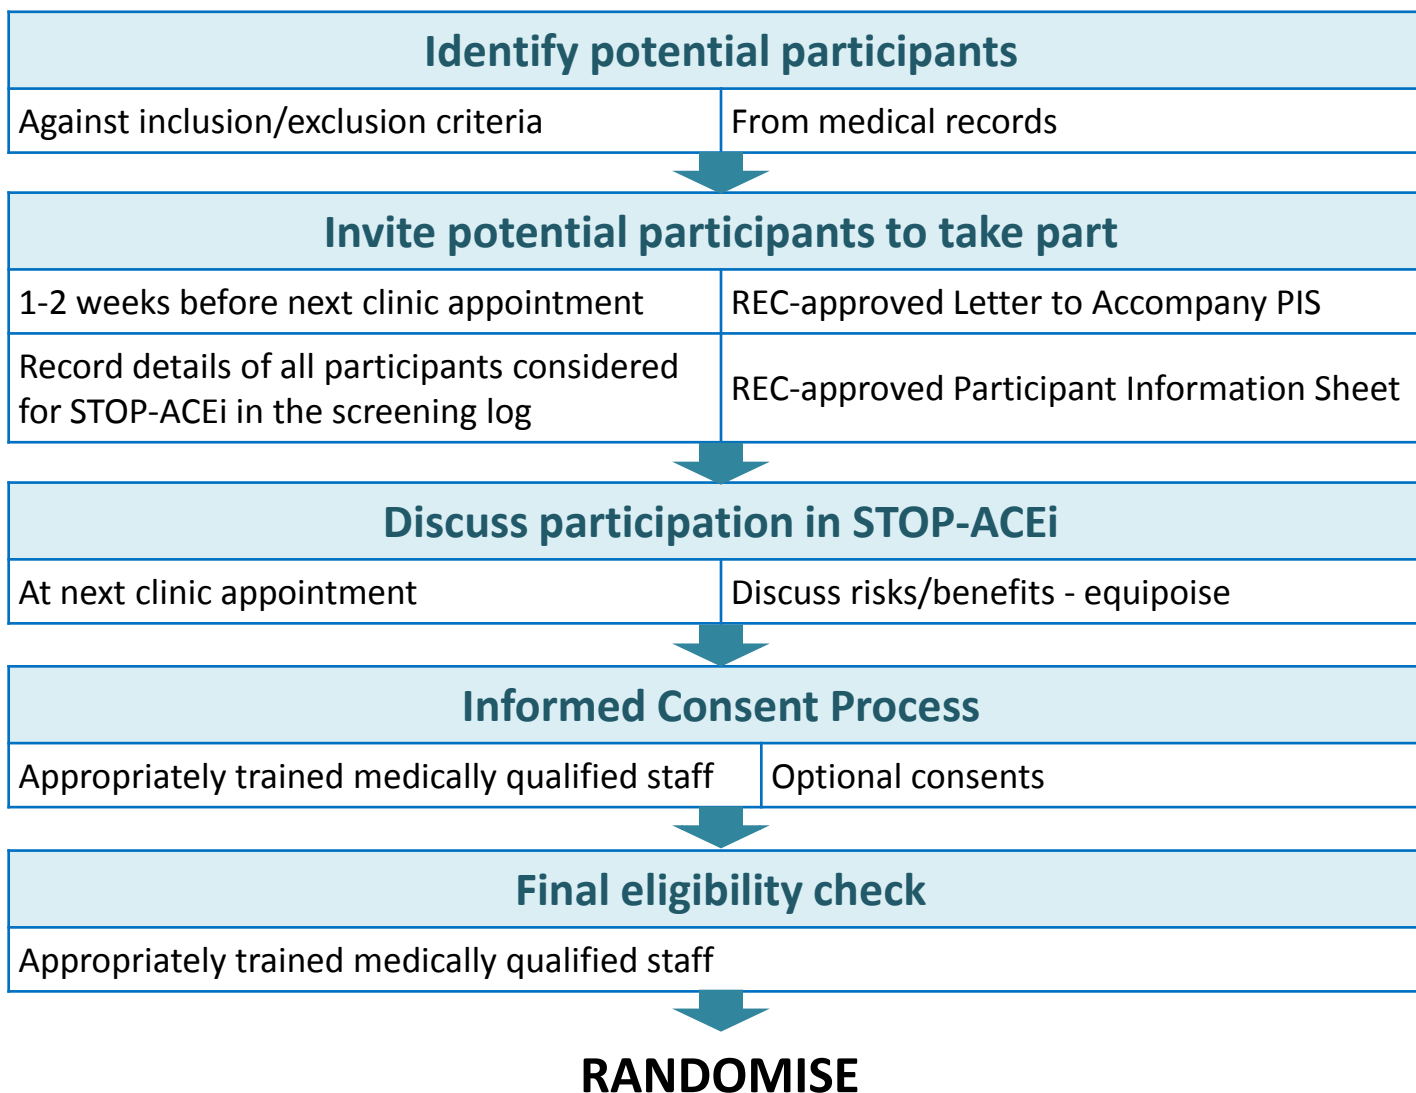 Identify potential participants
Against inclusion/exclusion criteria
From medical records
Invite potential participants to take part
1-2 weeks before next clinic appointment
REC-approved Letter to Accompany PIS
Record details of all participants considered
for STOP-ACEi in the screening log
REC-approved Participant Information Sheet
Discuss participation in STOP-ACEi
At next clinic appointment
Discuss risks/benefits - equipoise
Informed Consent Process
Appropriately trained medically qualified staff
Optional consents
Final eligibility check
Appropriately trained medically qualified staff
RANDOMISE